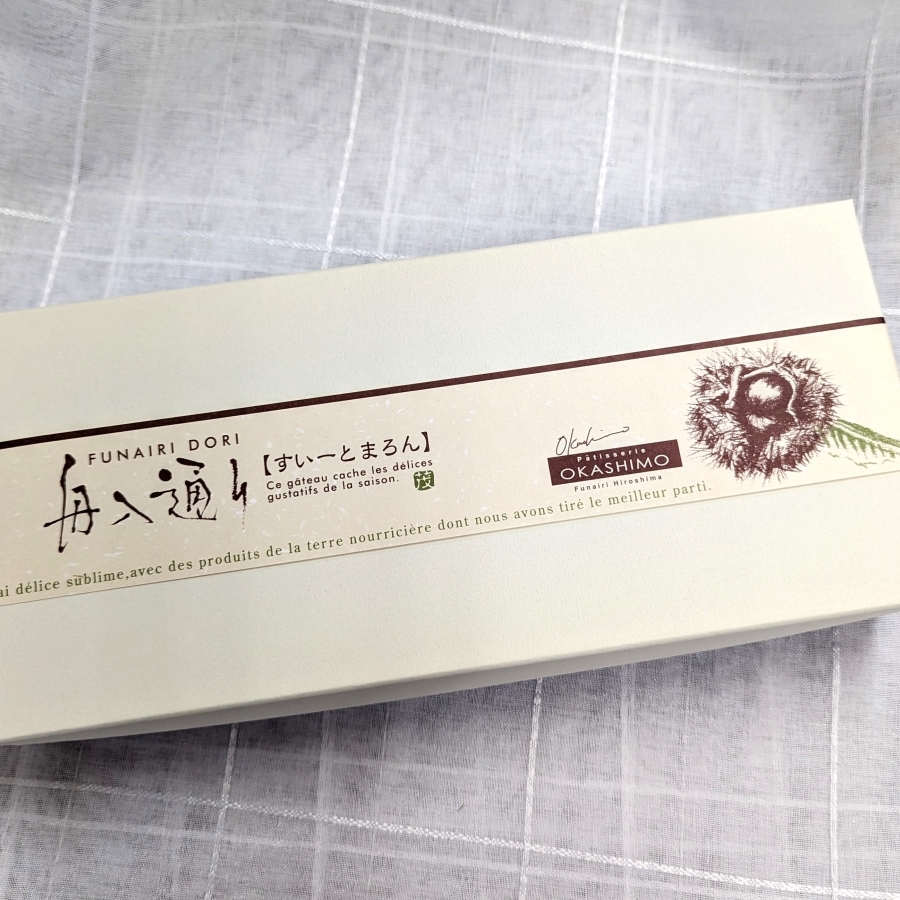 FUNAIRI DORI
舟入通り
【すいーとまろん】
Ce gâteau cache les délices
gustatifs de la saison.
茂
Okashimo
Pâtisserie
OKASHIMO
Funairi Hiroshima
délice sublime,avec des produits de la terre nourricière dont nous avons tiré le meilleur parti.